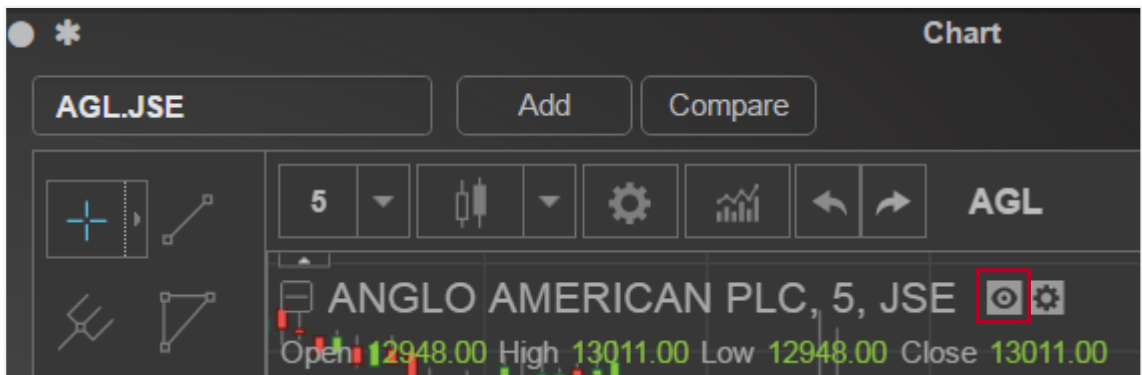 Chart
AGL.JSE Add Compare
5 AGL
ANGLO AMERICAN PLC, 5, JSE
Open 12948.00 High 13011.00 Low 12948.00 Close 13011.00